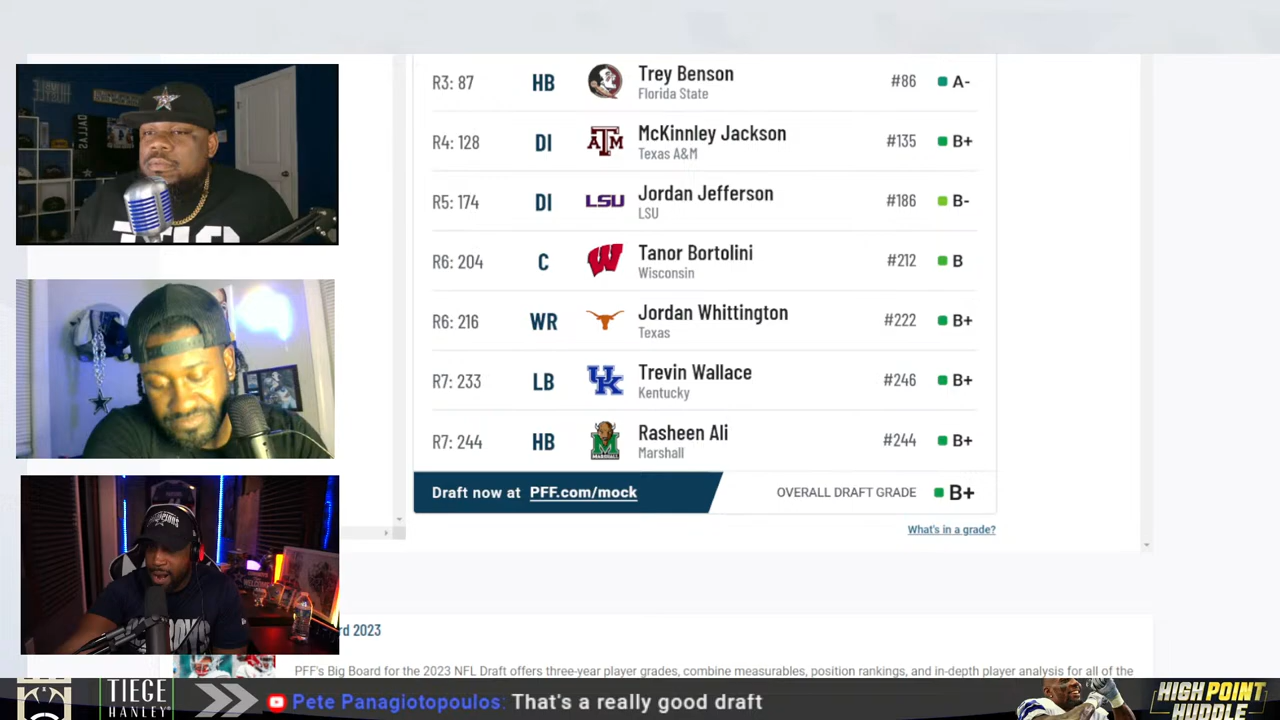 R3: 87 HB Trey Benson #86 A-
Florida State
R4: 128 DI McKinnley Jackson #135 B+
Texas A&M
R5: 174 DI LSU Jordan Jefferson #186 B-
LSU
R6: 204 C W Tanor Bortolini #212 B
Wisconsin
R6: 216 WR Jordan Whittington #222 B+
Texas
R7: 233 LB UK Trevin Wallace #246 B+
Kentucky
R7: 244 HB M MARSHALL Rasheen Ali #244 B+
Marshall
Draft now at PFF.com/mock OVERALL DRAFT GRADE B+
What's in a grade?
rd 2023
PFF's Big Board for the 2023 NFL Draft offers three-year player grades, combine measurables, position rankings, and in-depth player analysis for all of the
DALLAS
TIEGE
HANLEY
Pete Panagiotopoulos: That's a really good draft
HIGH POINT
HUDDLE